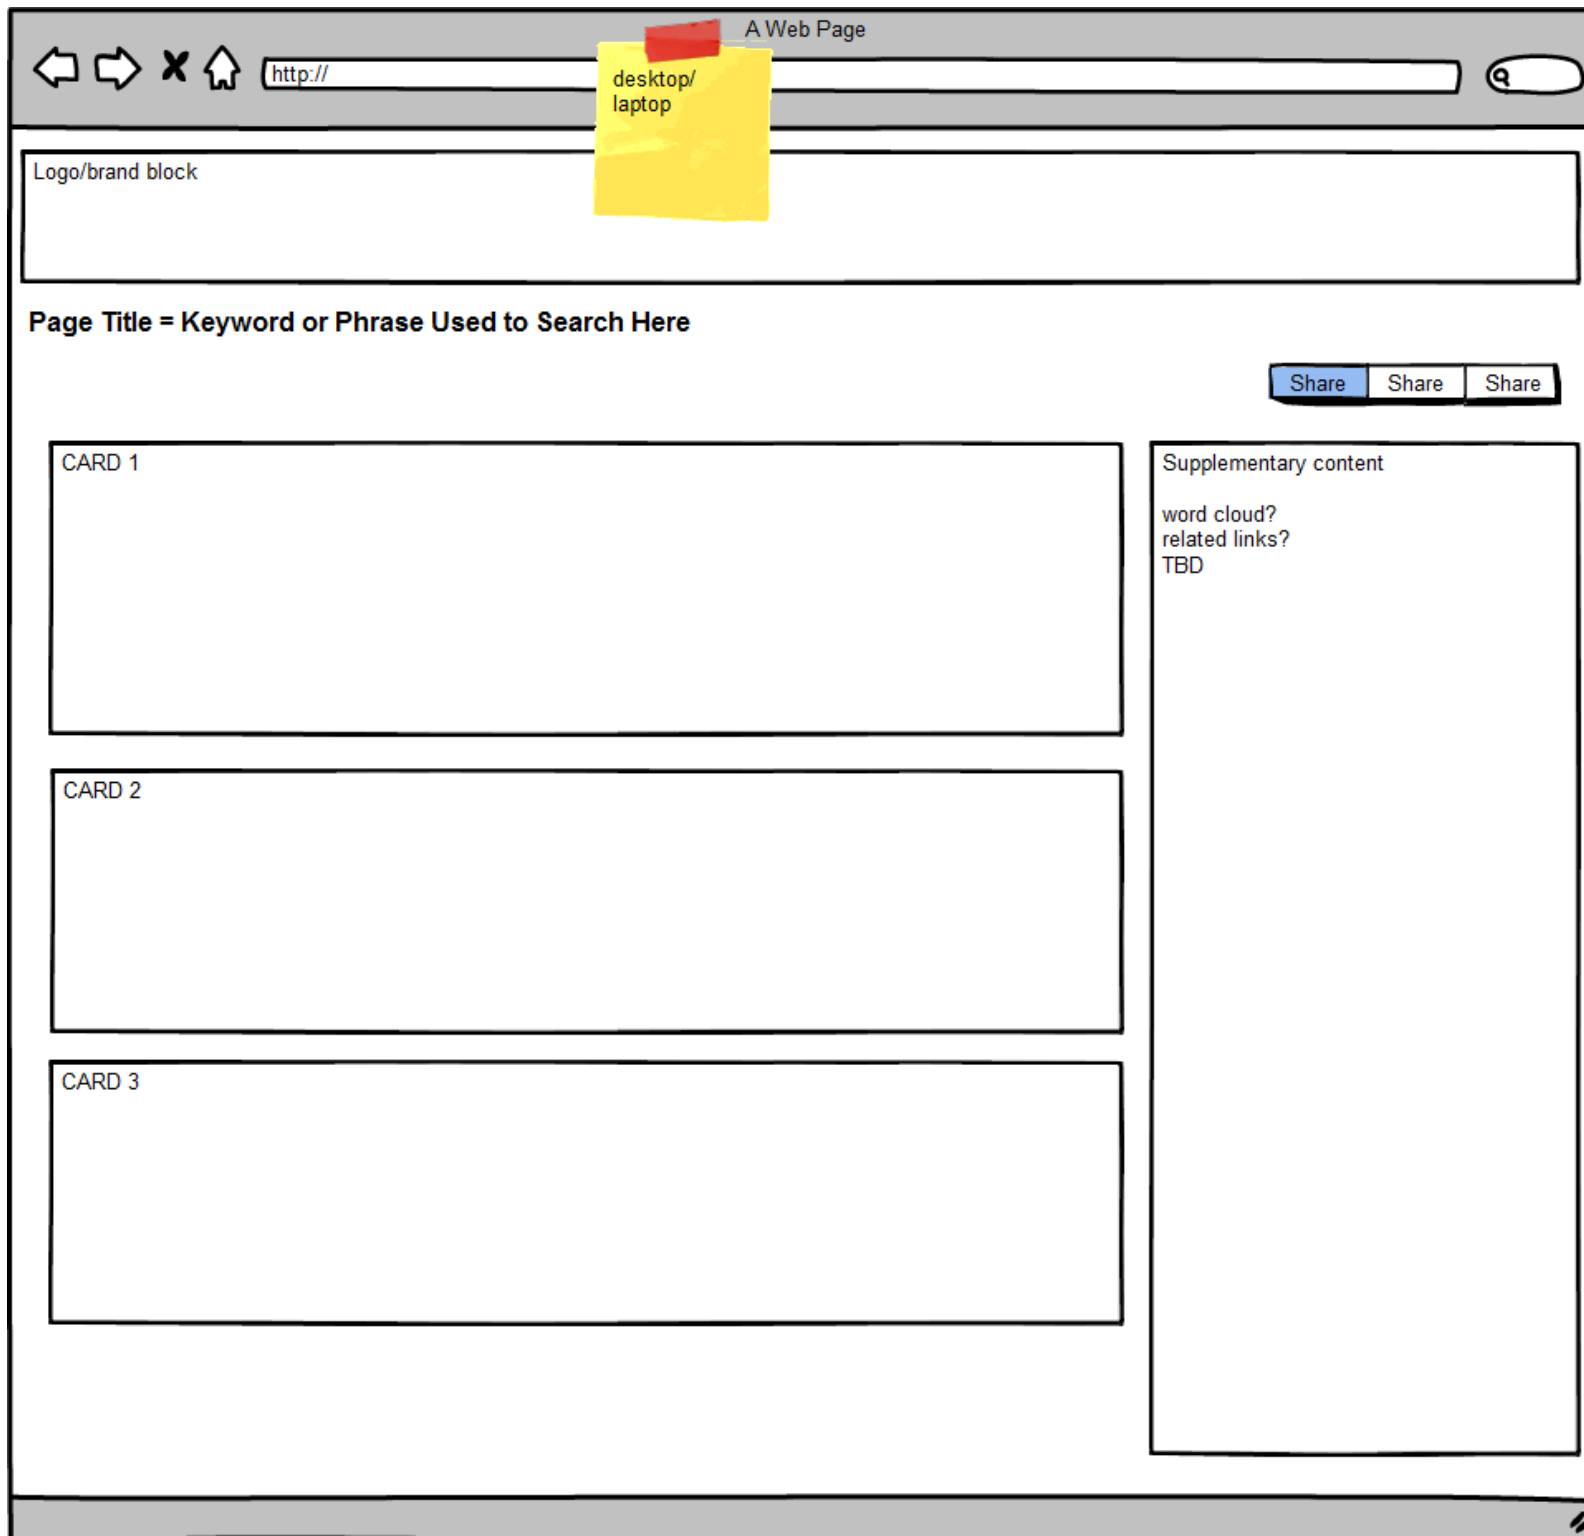 A Web Page
http://
desktop/
laptop
Logo/brand block
Page Title = Keyword or Phrase Used to Search Here
Share Share Share
CARD 1
Supplementary content
word cloud?
related links?
TBD
CARD 2
CARD 3